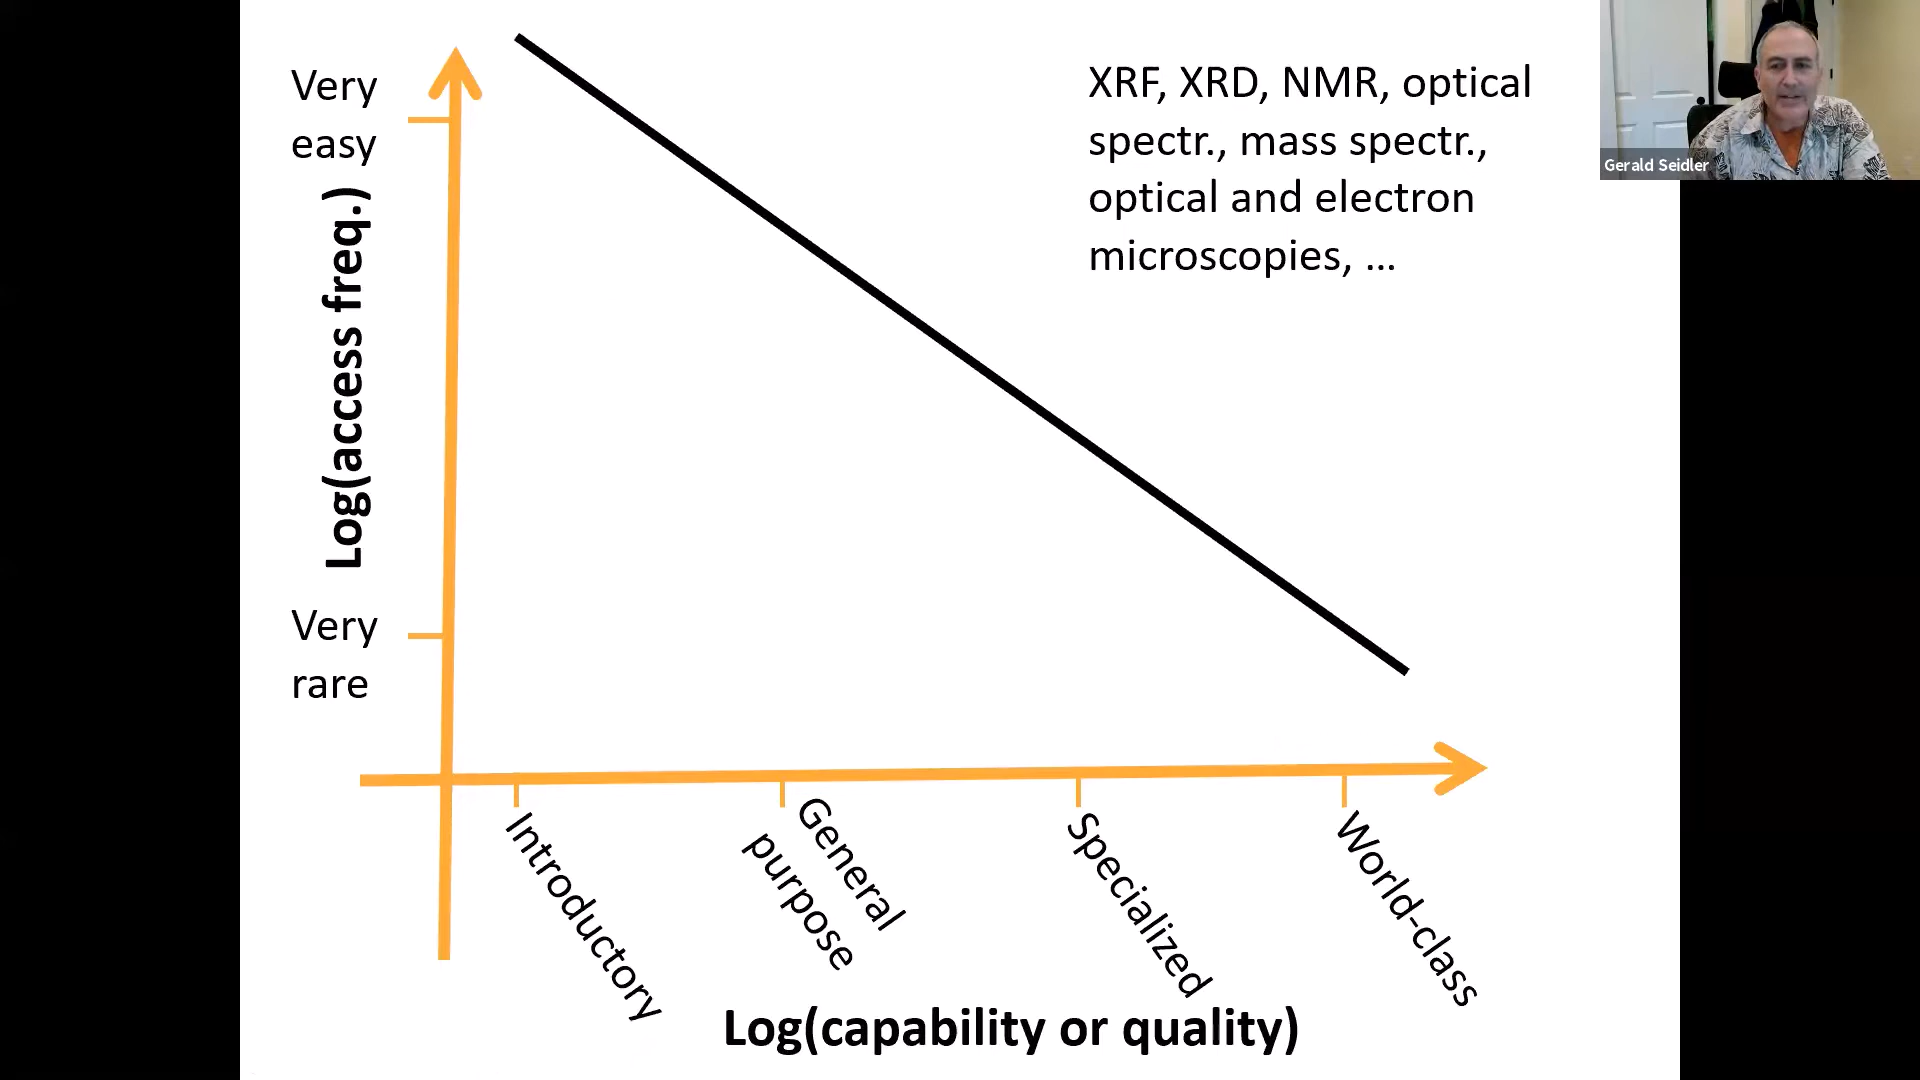 Very
easy
Log(access freq.)
Very
rare
XRF, XRD, NMR, optical
spectr., mass spectr.,
optical and electron
microscopies, ...
Gerald Seidler
Introductory
General
purpose
Specialized
World-class
Log(capability or quality)